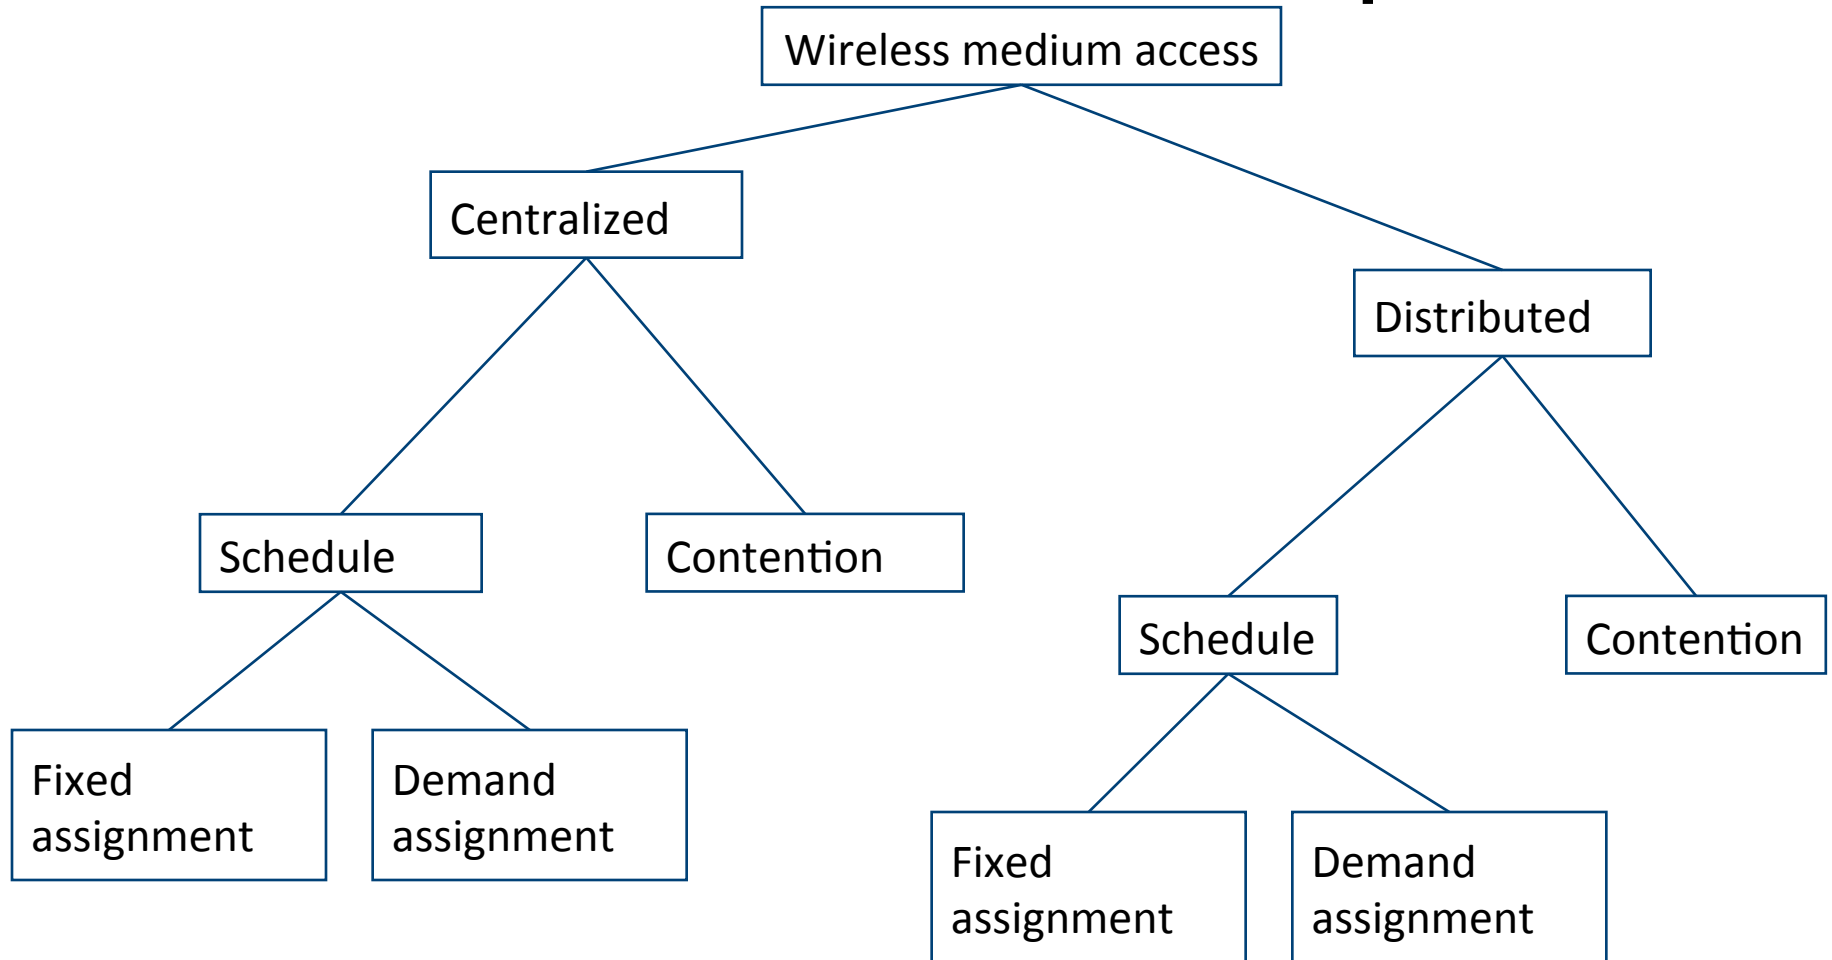 Wireless medium access
Centralized
Distributed
Schedule
Contention
Schedule
Contention
Fixed
assignment
Demand
assignment
Fixed
assignment
Demand
assignment